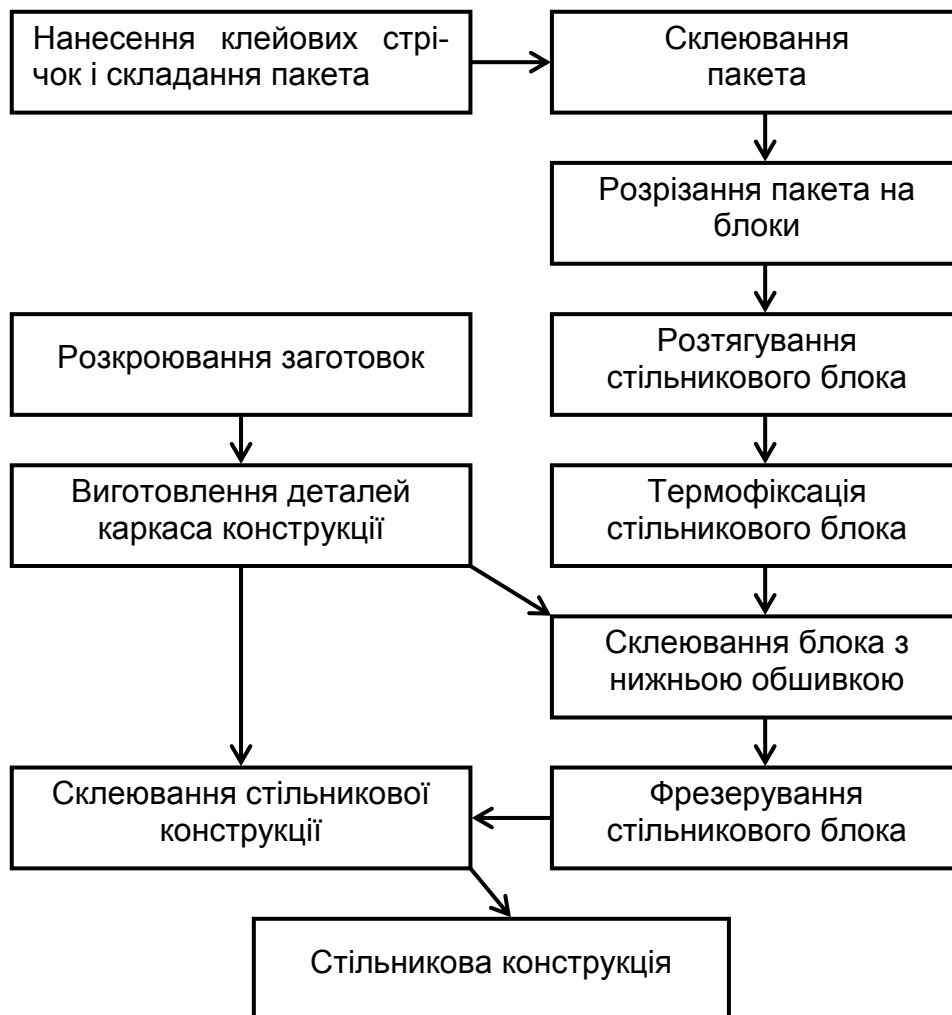 Нанесення клейових стрі-
чок і складання пакета
Склеювання
пакета
Розрізання пакета на
блоки
Розкроювання заготовок
Розтягування
стільникового блока
Виготовлення деталей
каркаса конструкції
Термофіксація
стільникового блока
Склеювання блока з
нижньою обшивкою
Склеювання стільникової
конструкції
Фрезерування
стільникового блока
Стільникова конструкція